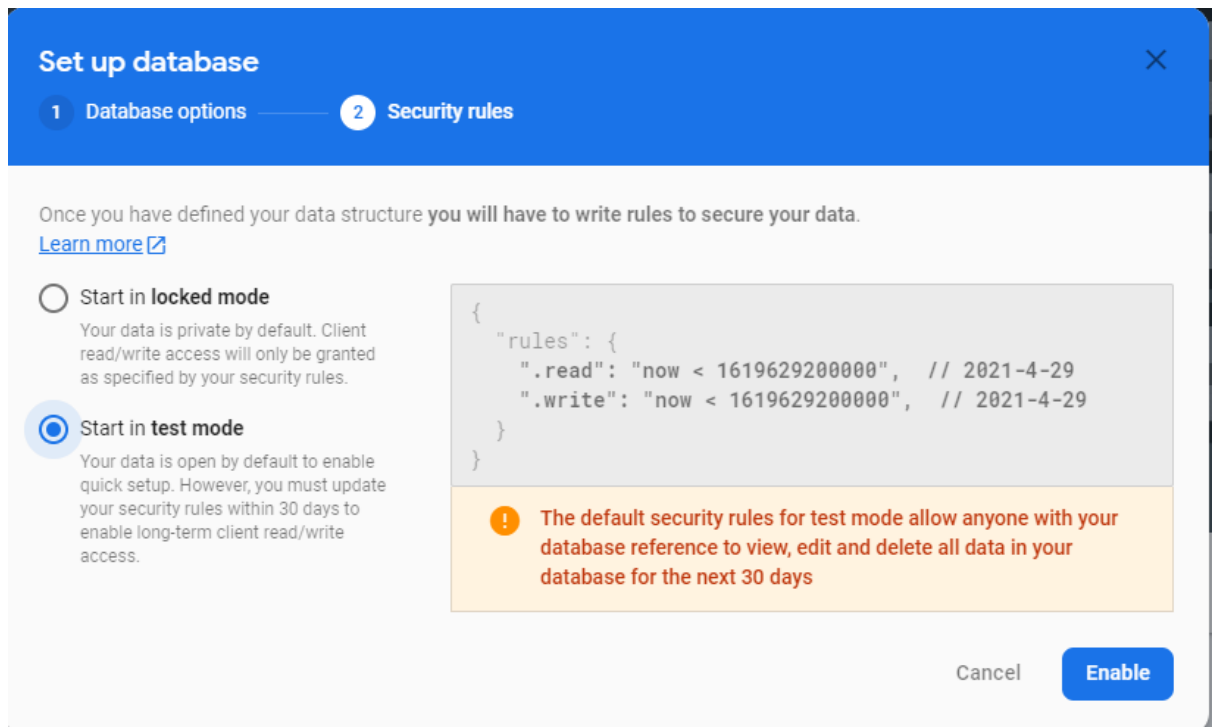 Set up database
1 Database options 2 Security rules
Once you have defined your data structure you will have to write rules to secure your data.
Learn more
Start in locked mode
Your data is private by default. Client
read/write access will only be granted
as specified by your security rules.
Start in test mode
Your data is open by default to enable
quick setup. However, you must update
your security rules within 30 days to
enable long-term client read/write
access.
{
"rules": {
".read": "now < 1619629200000", // 2021-4-29
".write": "now < 1619629200000", // 2021-4-29
}
}
The default security rules for test mode allow anyone with your
database reference to view, edit and delete all data in your
database for the next 30 days
Cancel Enable